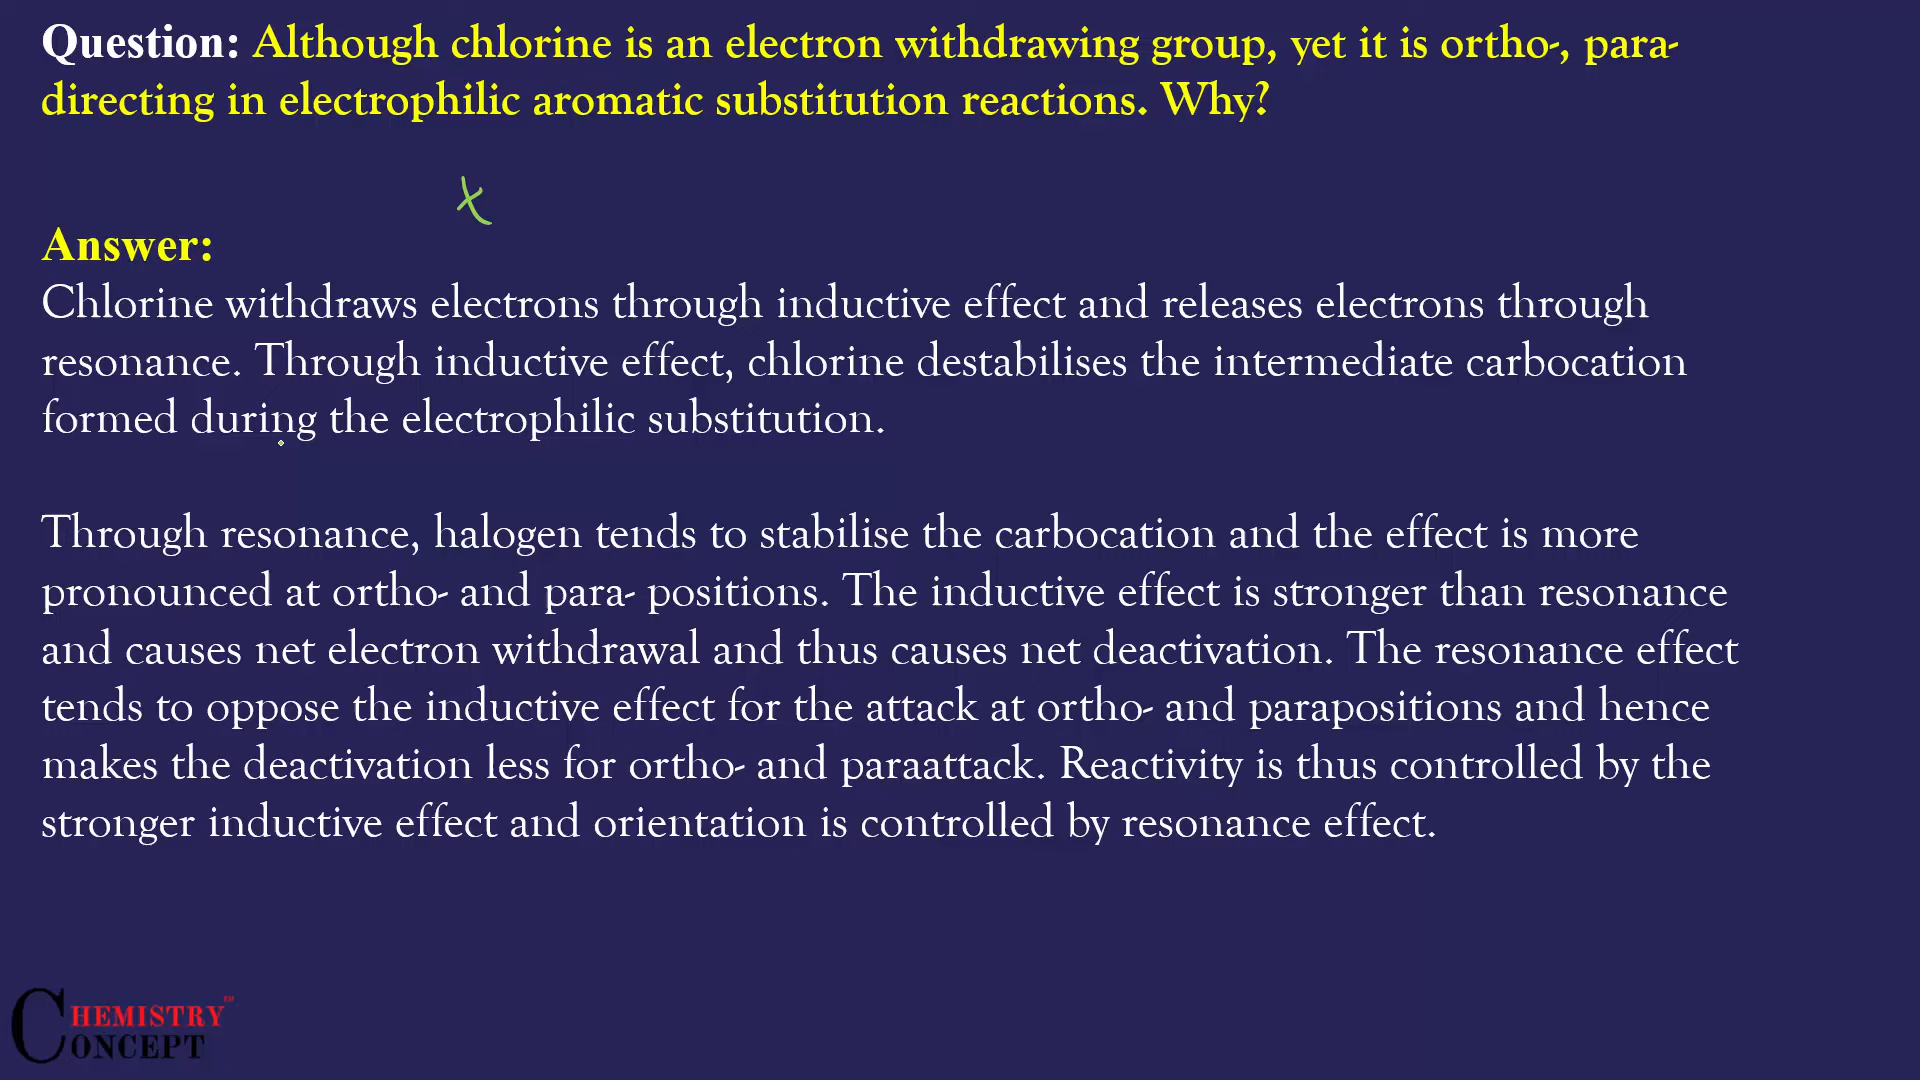 Question: Although chlorine is an electron withdrawing group, yet it is ortho-, para-
directing in electrophilic aromatic substitution reactions. Why?
x
Answer:
Chlorine withdraws electrons through inductive effect and releases electrons through
resonance. Through inductive effect, chlorine destabilises the intermediate carbocation
formed during the electrophilic substitution.
Through resonance, halogen tends to stabilise the carbocation and the effect is more
pronounced at ortho- and para- positions. The inductive effect is stronger than resonance
and causes net electron withdrawal and thus causes net deactivation. The resonance effect
tends to oppose the inductive effect for the attack at ortho- and parapositions and hence
makes the deactivation less for ortho- and paraattack. Reactivity is thus controlled by the
stronger inductive effect and orientation is controlled by resonance effect.
CHEMISTRY™
CONCEPT